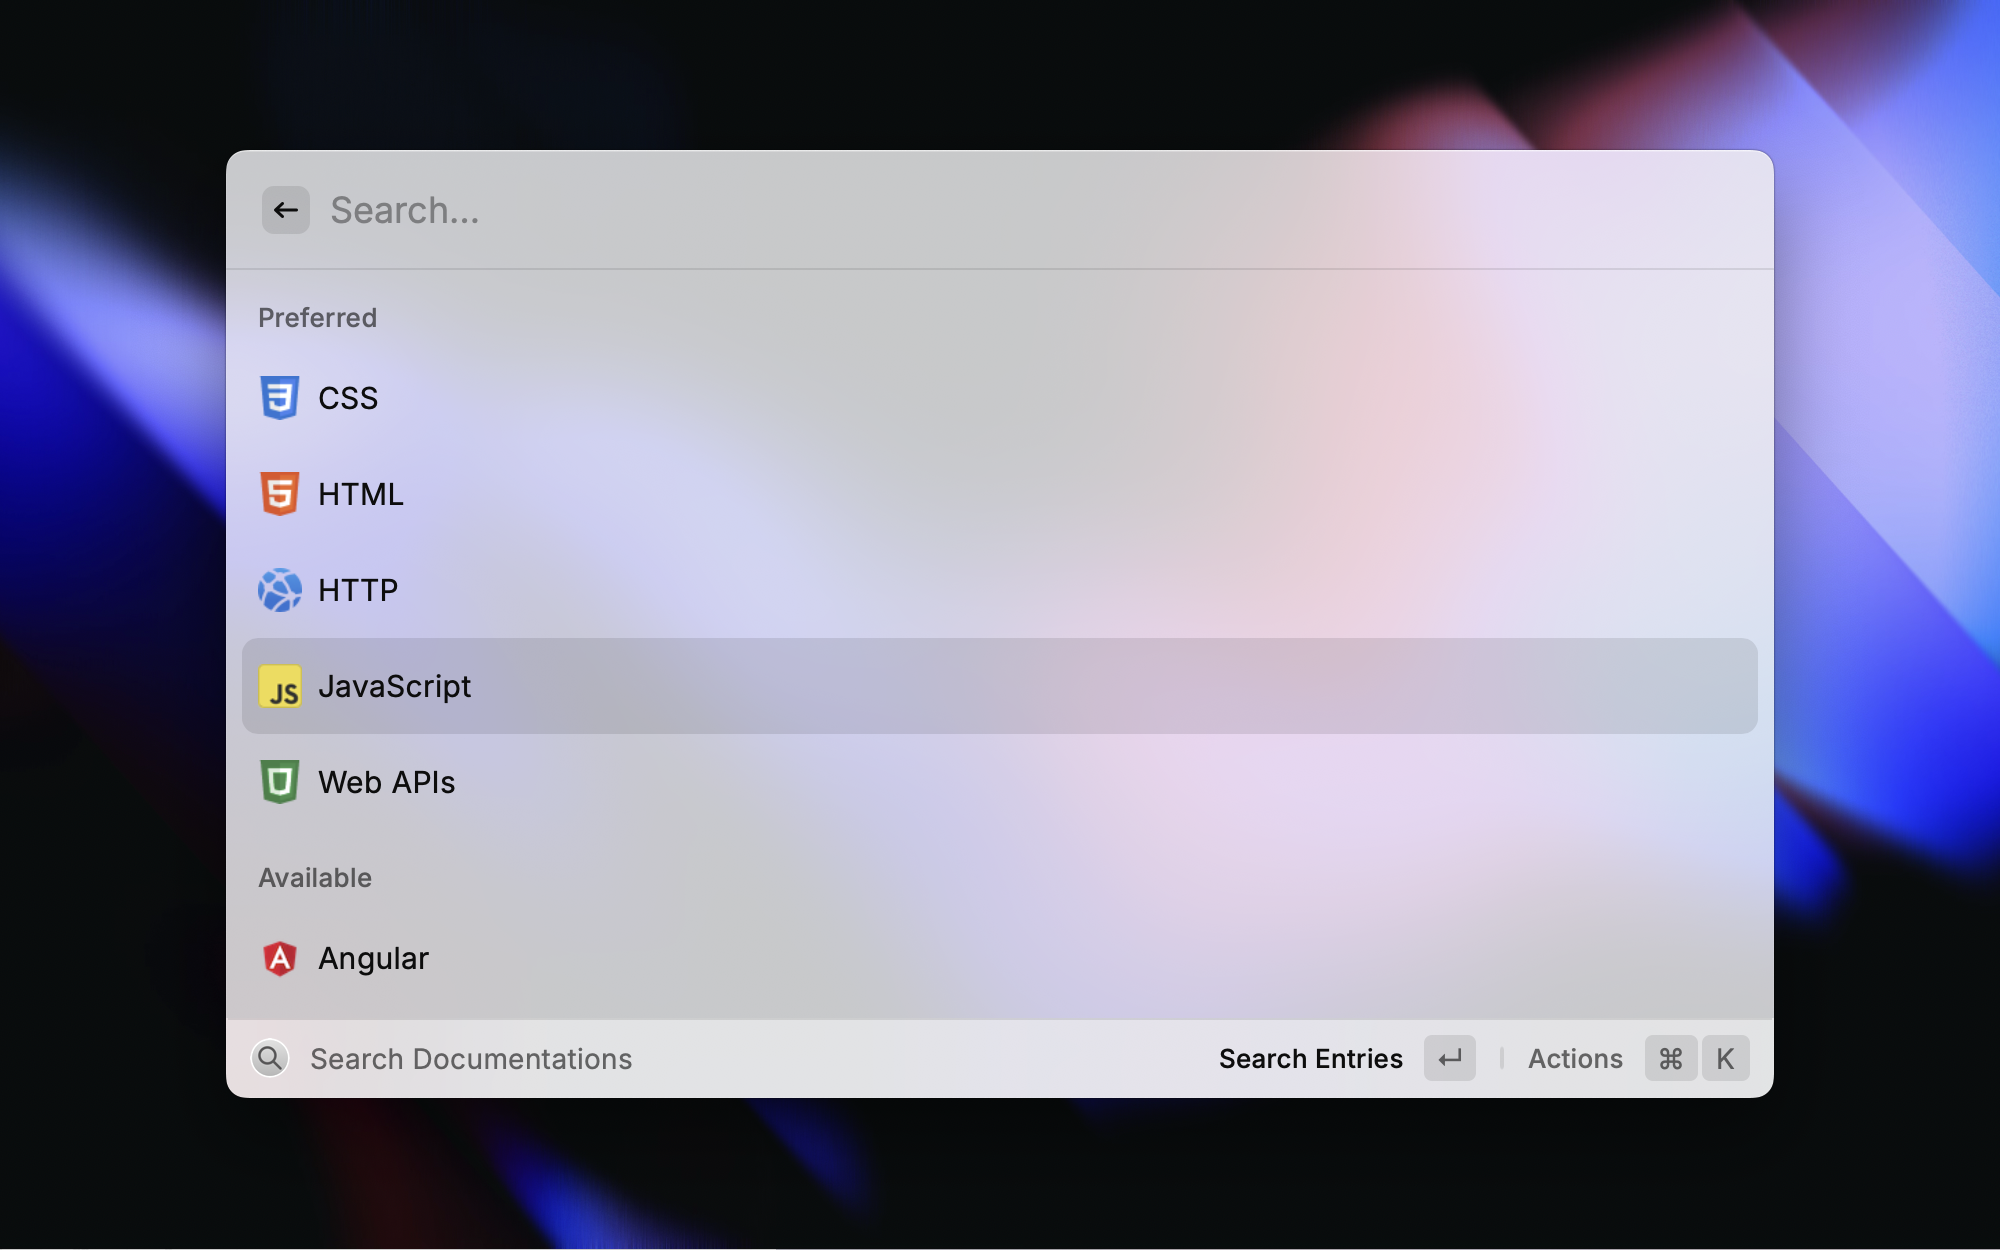 Search...
Preferred
CSS
HTML
HTTP
JS JavaScript
Web APIs
Available
A Angular
Search Documentations Search Entries ↵ Actions ⌘ K